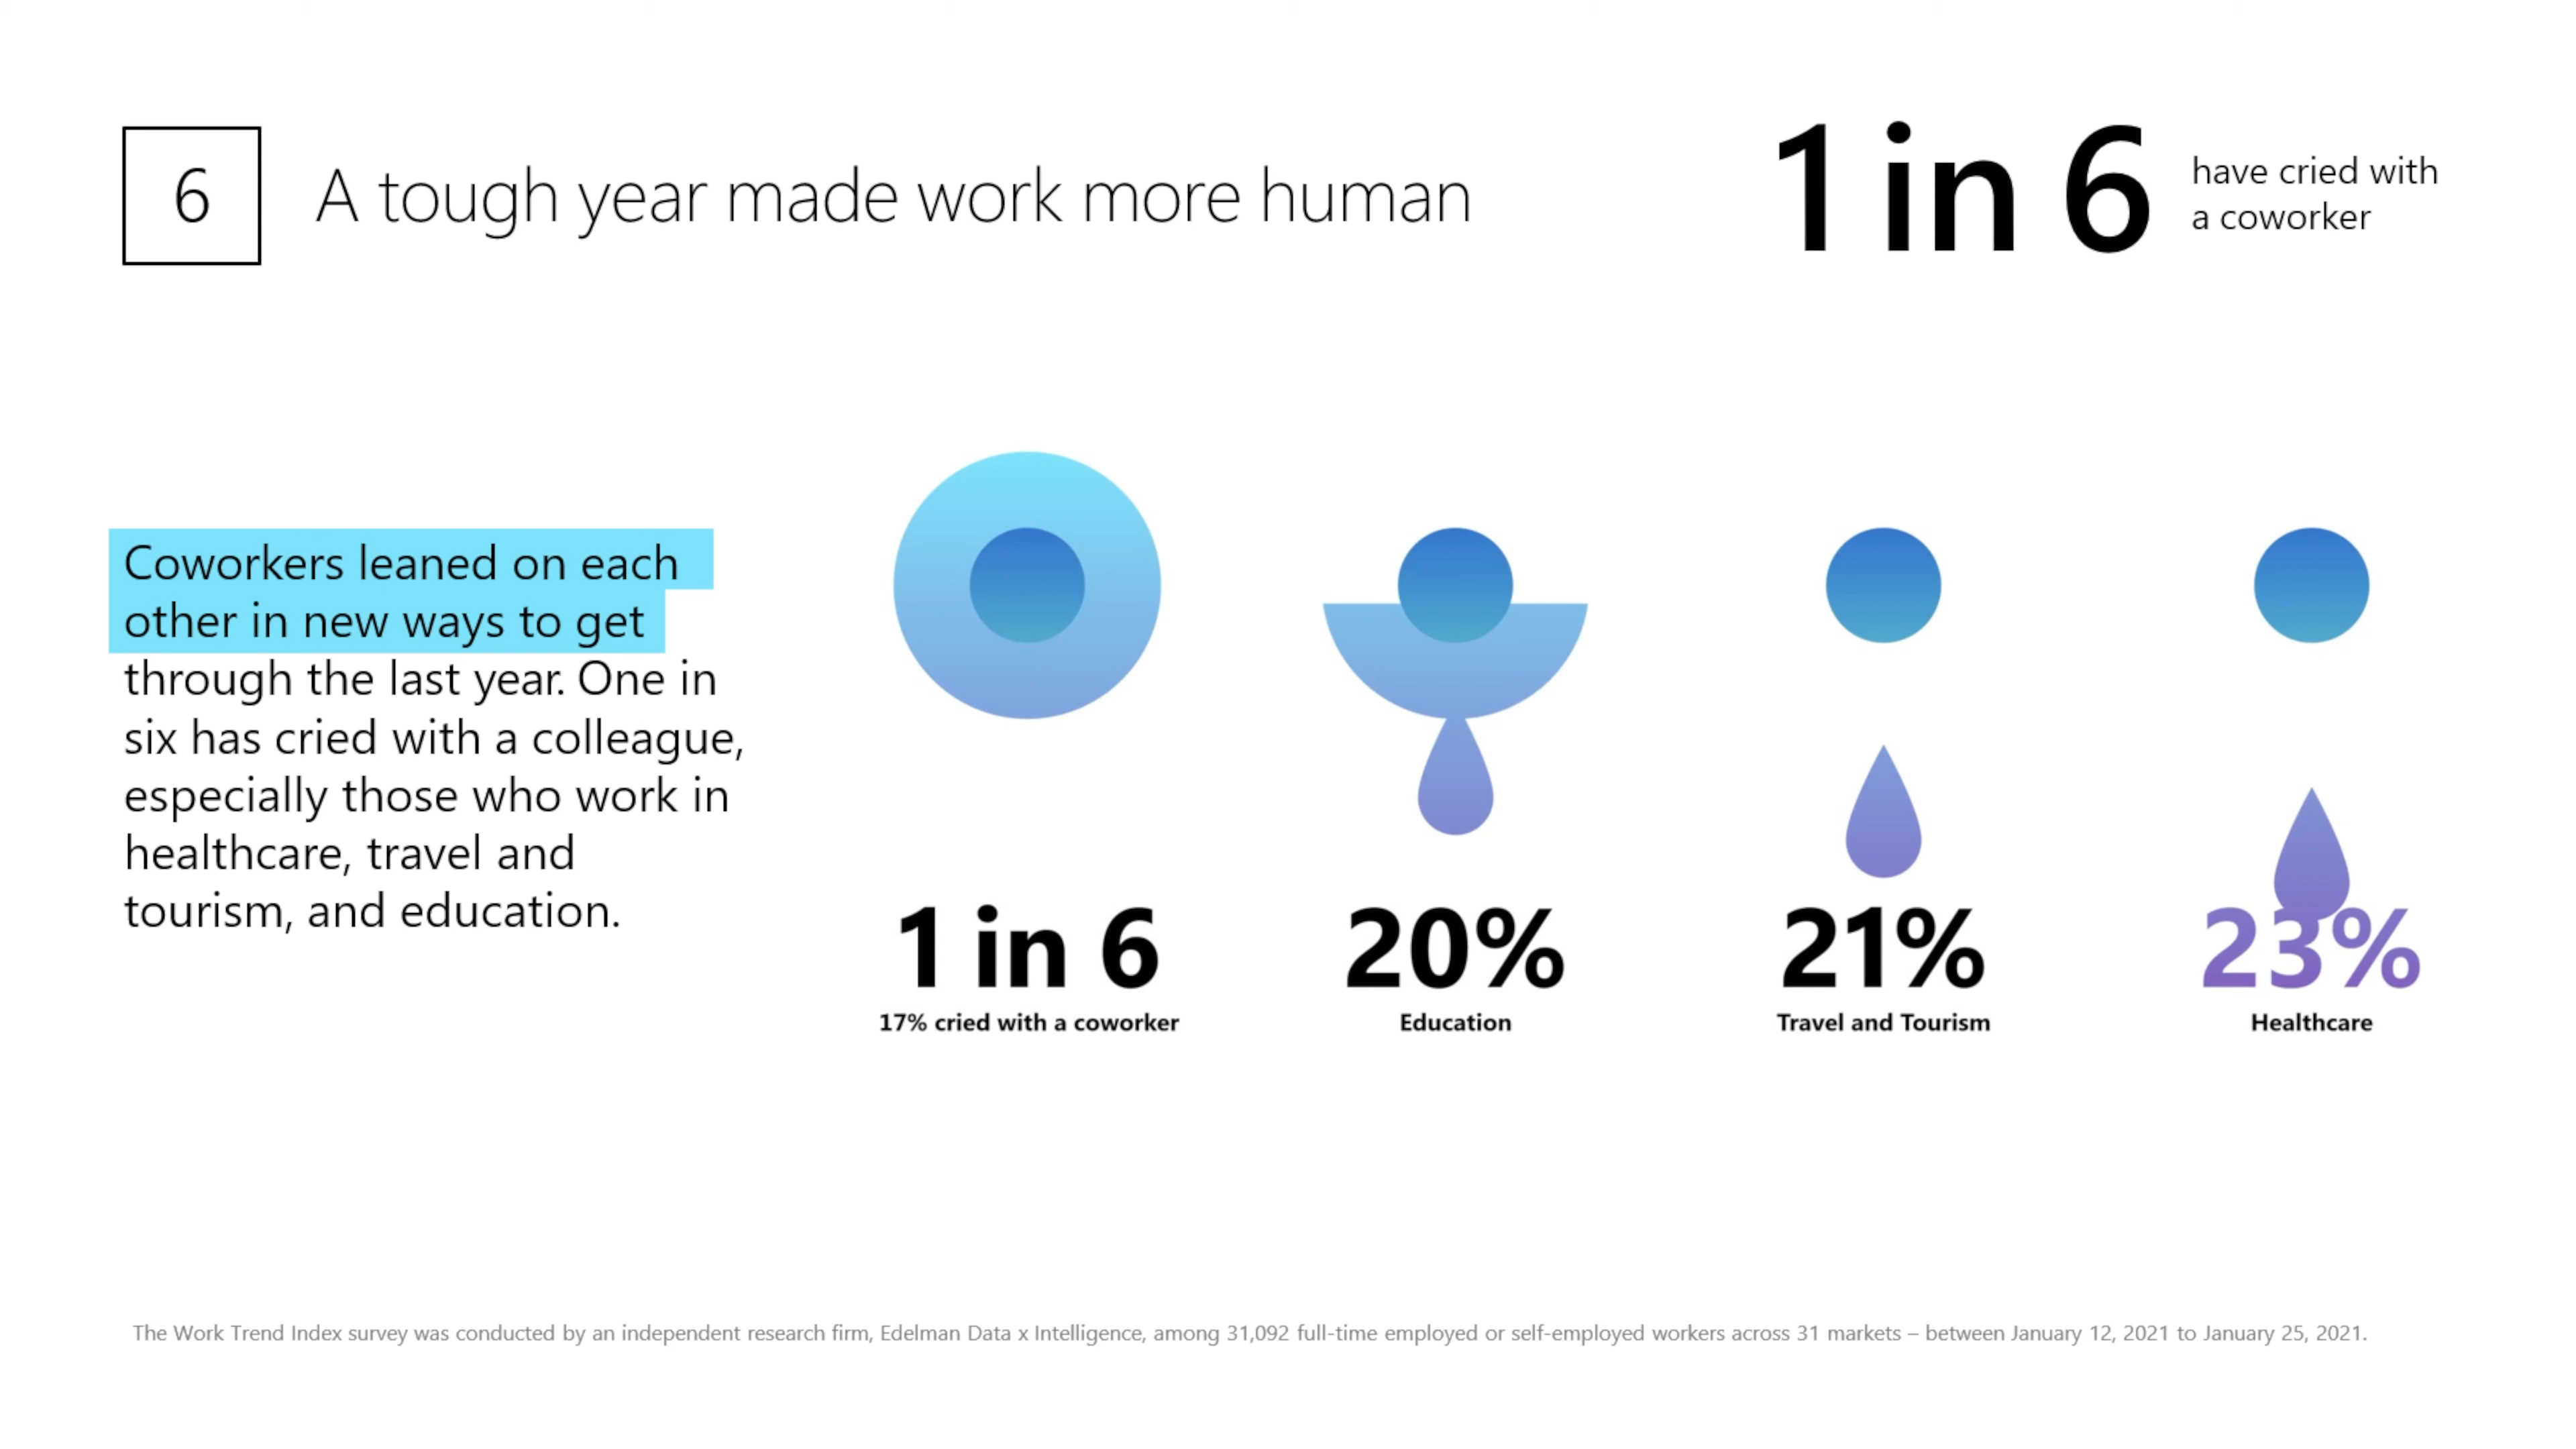 6
A tough year made work more human
1 in 6
have cried with
a coworker
Coworkers leaned on each
other in new ways to get
through the last year. One in
six has cried with a colleague,
especially those who work in
healthcare, travel and
tourism, and education.
1 in 6
17% cried with a coworker
20%
Education
21%
Travel and Tourism
23%
Healthcare
The Work Trend Index survey was conducted by an independent research firm, Edelman Data x Intelligence, among 31,092 full-time employed or self-employed workers across 31 markets – between January 12, 2021 to January 25, 2021.